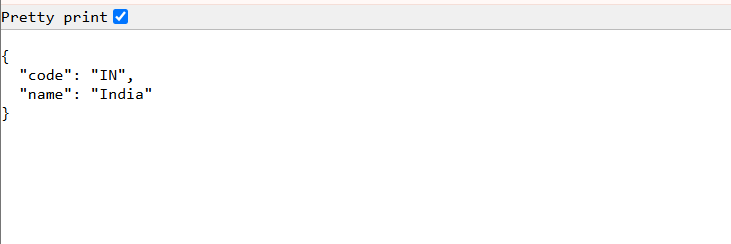 Pretty print
{
  "code": "IN",
  "name": "India"
}